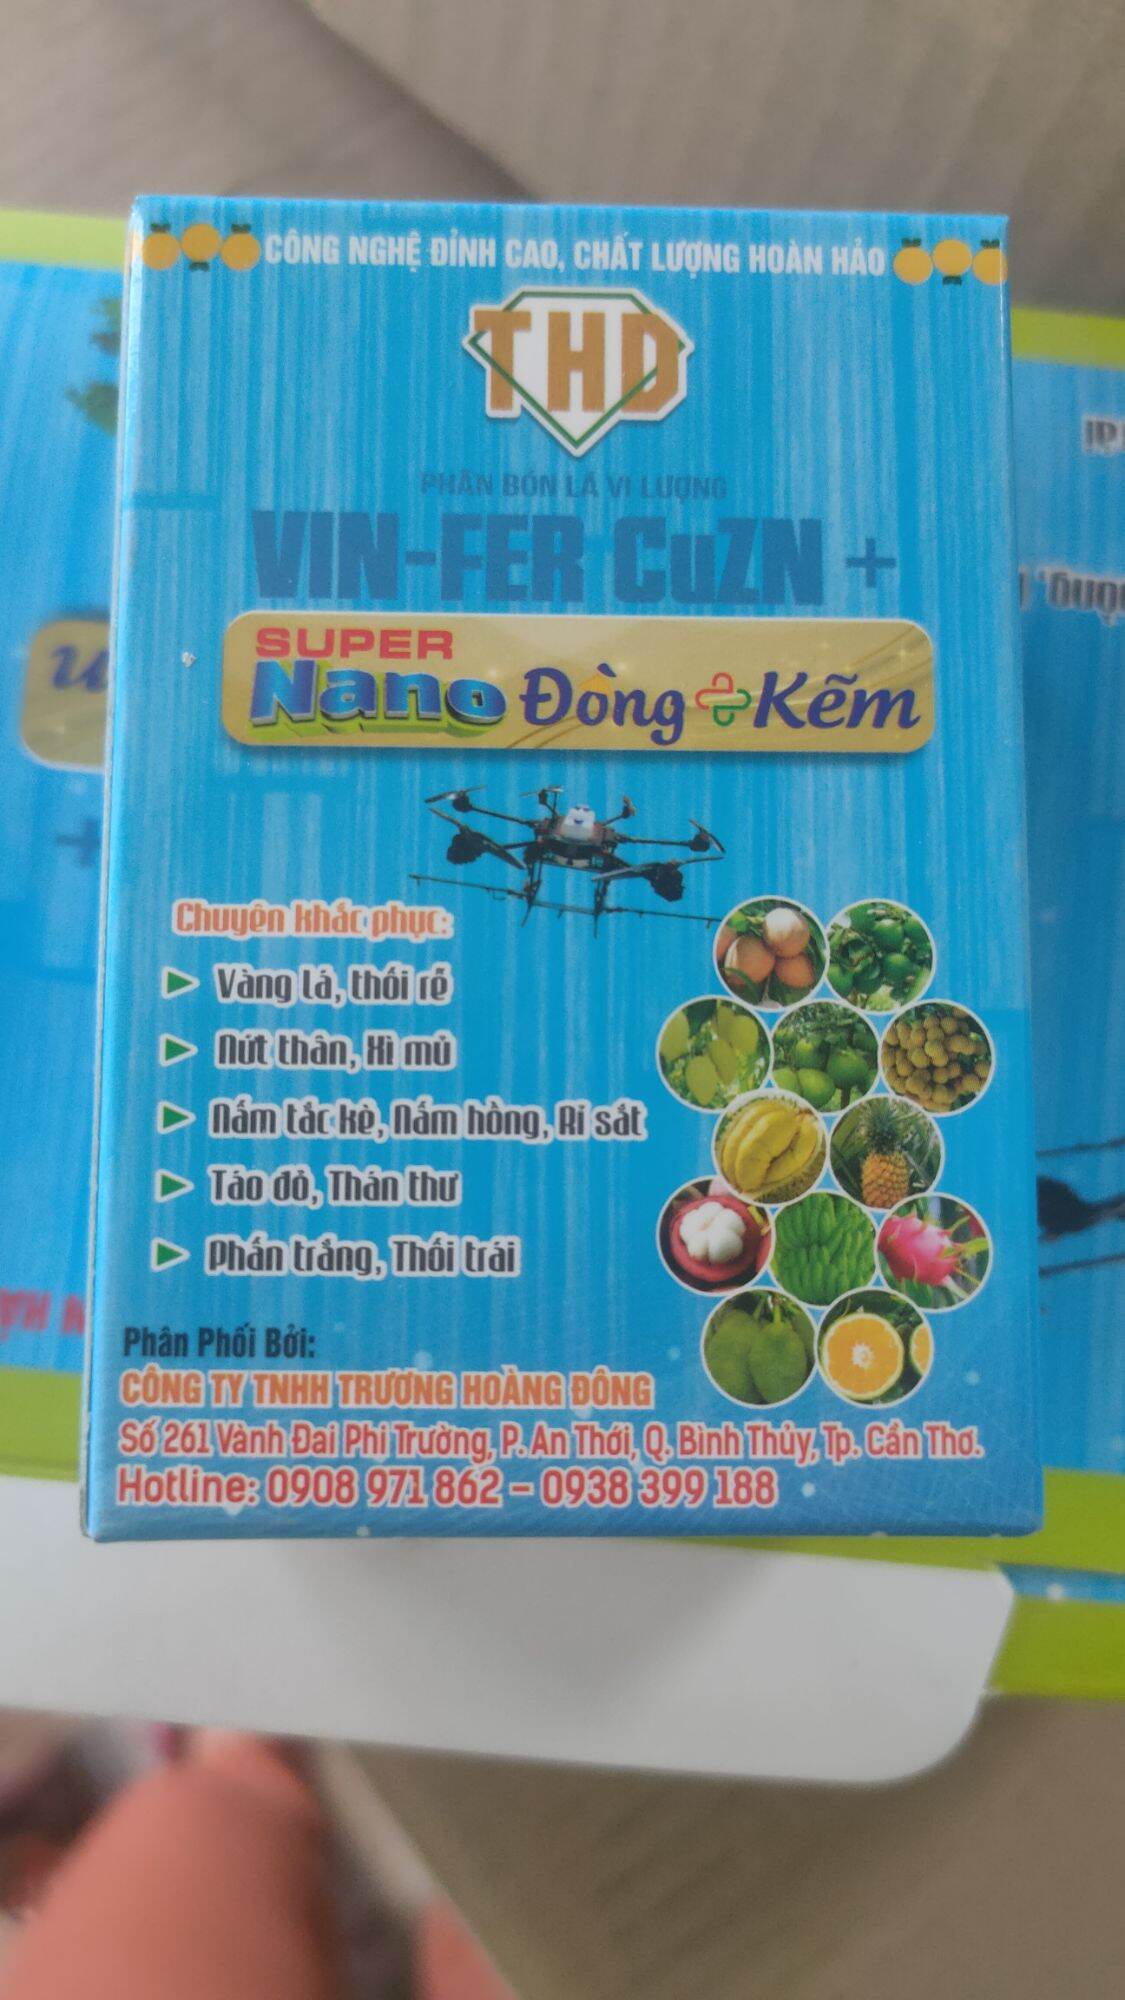 CÔNG NGHỆ ĐỈNH CAO, CHẤT LƯỢNG HOÀN HẢO
THD
PHÂN BÓN LÁ VI LƯỢNG
VIN-FER CuZN +
SUPER
Nano Đồng + Kẽm
Chuyên khắc phục:
Vàng lá, thối rễ
Nứt thân, Xì mủ
Nấm tắc kè, Nấm hồng, Rỉ sắt
Táo đỏ, Thán thư
Phấn trắng, Thối trái
Phân Phối Bởi:
CÔNG TY TNHH TRƯƠNG HOÀNG ĐÔNG
Số 261 Vành Đai Phi Trường, P. An Thới, Q. Bình Thủy, Tp. Cần Thơ.
Hotline: 0908 971 862 – 0938 399 188